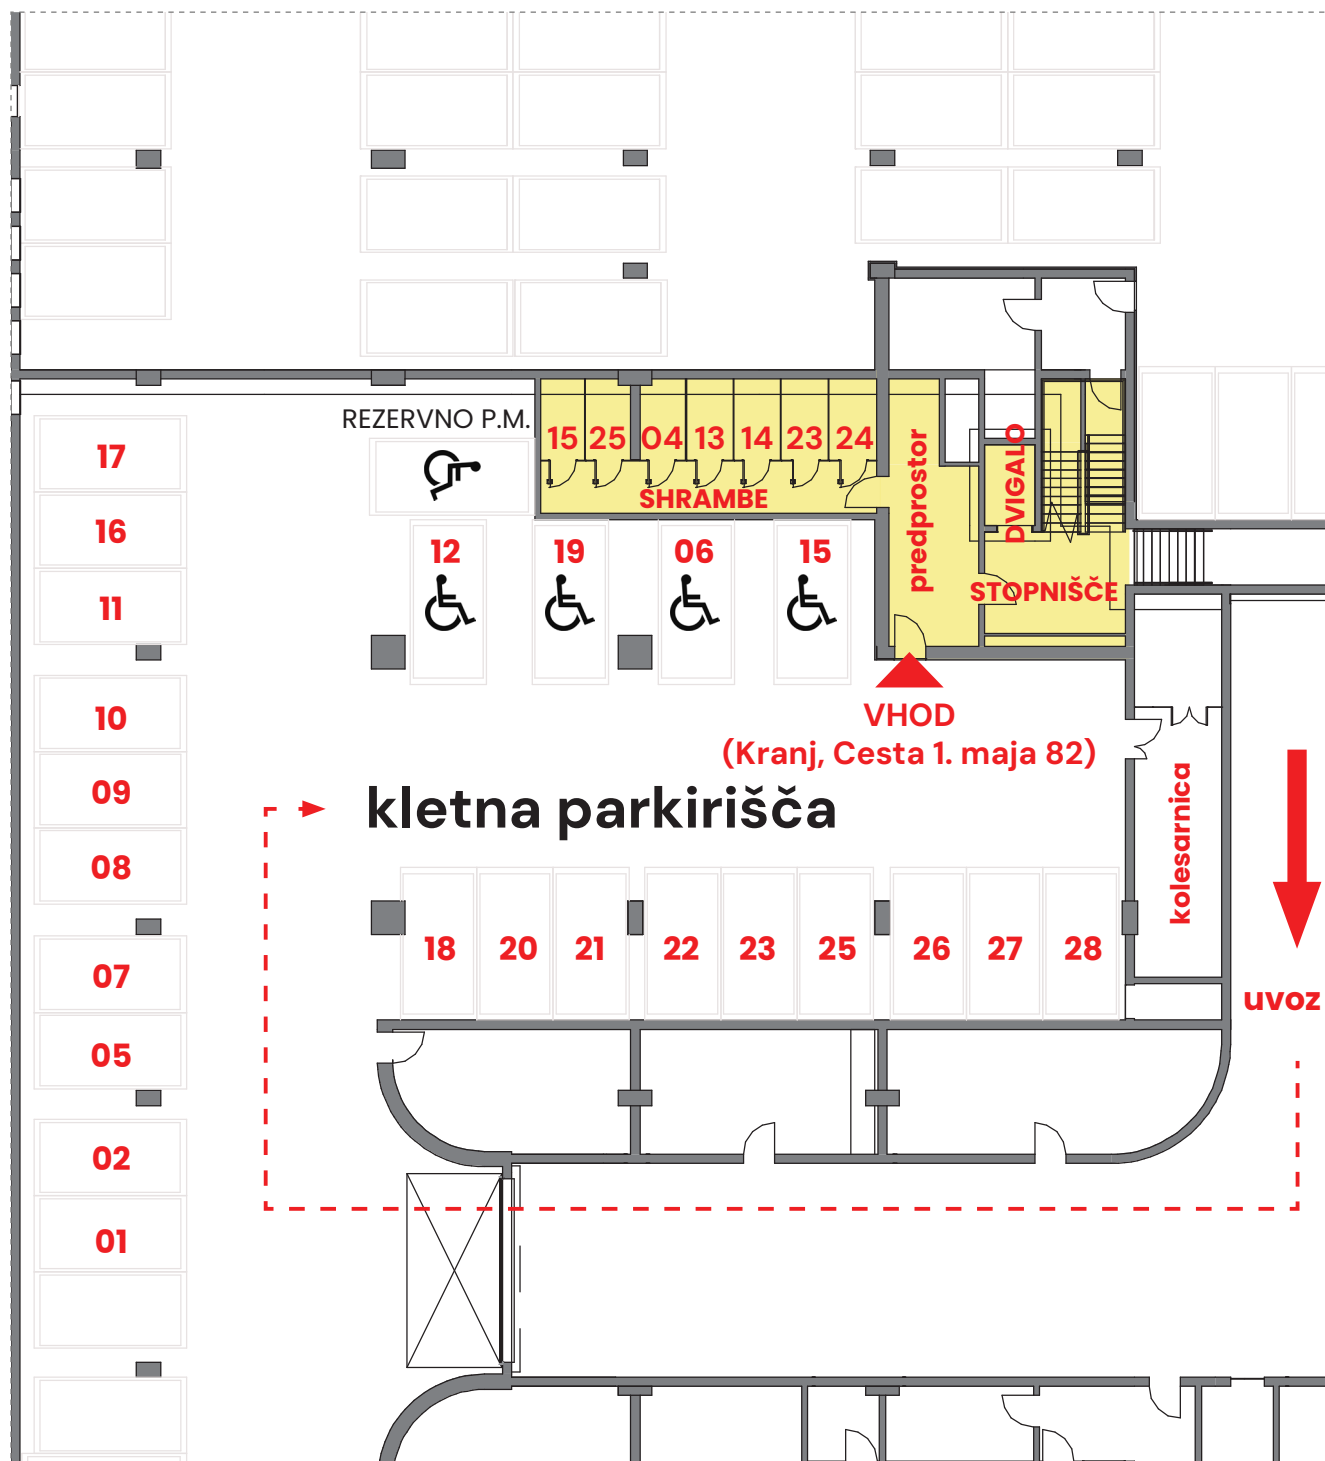 REZERVNO P.M.
15 25 04 13 14 23 24
SHRAMBE
predprostor
DVIGALO
STOPNIŠČE
17
16
11
12 19 06 15
VHOD
(Kranj, Cesta 1. maja 82)
kletna parkirišča
kolesarnica
uvoz
10
09
08
18 20 21 22 23 25 26 27 28
07
05
02
01